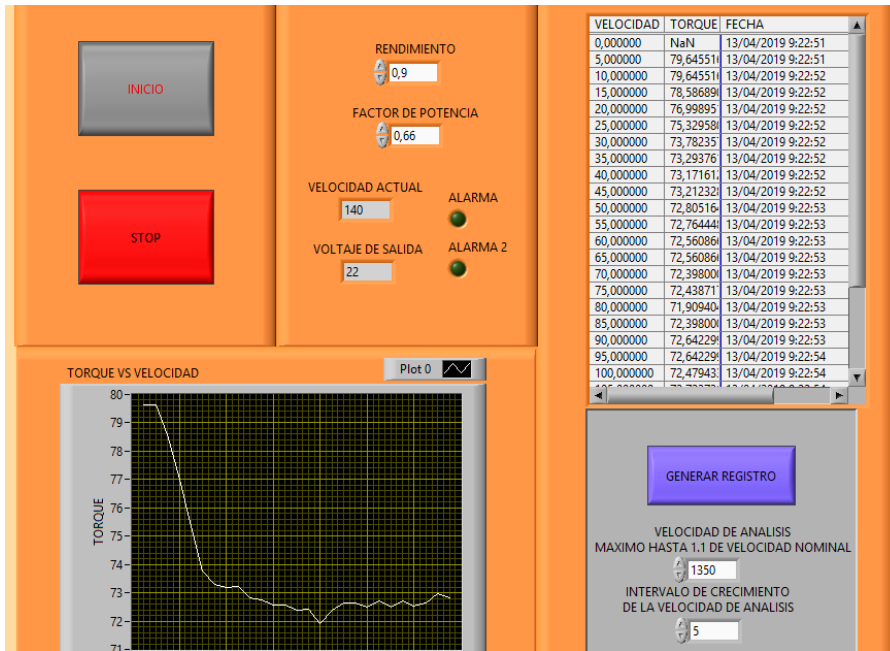 INICIO
STOP
RENDIMIENTO
0,9
FACTOR DE POTENCIA
0,66
VELOCIDAD ACTUAL
140
ALARMA
VOLTAJE DE SALIDA
22
ALARMA 2
VELOCIDAD TORQUE FECHA
0,000000 NaN 13/04/2019 9:22:51
5,000000 79,64551 13/04/2019 9:22:51
10,000000 79,64551 13/04/2019 9:22:52
15,000000 78,58689 13/04/2019 9:22:52
20,000000 76,99895 13/04/2019 9:22:52
25,000000 75,32958 13/04/2019 9:22:52
30,000000 73,78235 13/04/2019 9:22:52
35,000000 73,29376 13/04/2019 9:22:52
40,000000 73,17161 13/04/2019 9:22:52
45,000000 73,21232 13/04/2019 9:22:52
50,000000 72,80516 13/04/2019 9:22:53
55,000000 72,76444 13/04/2019 9:22:53
60,000000 72,56086 13/04/2019 9:22:53
65,000000 72,56086 13/04/2019 9:22:53
70,000000 72,39800 13/04/2019 9:22:53
75,000000 72,43871 13/04/2019 9:22:53
80,000000 71,90940 13/04/2019 9:22:53
85,000000 72,39800 13/04/2019 9:22:53
90,000000 72,64229 13/04/2019 9:22:53
95,000000 72,64229 13/04/2019 9:22:54
100,000000 72,47943 13/04/2019 9:22:54
TORQUE VS VELOCIDAD
Plot 0
80
79
78
77
76
75
74
73
72
71
TORQUE
GENERAR REGISTRO
VELOCIDAD DE ANALISIS
MAXIMO HASTA 1.1 DE VELOCIDAD NOMINAL
1350
INTERVALO DE CRECIMIENTO
DE LA VELOCIDAD DE ANALISIS
5